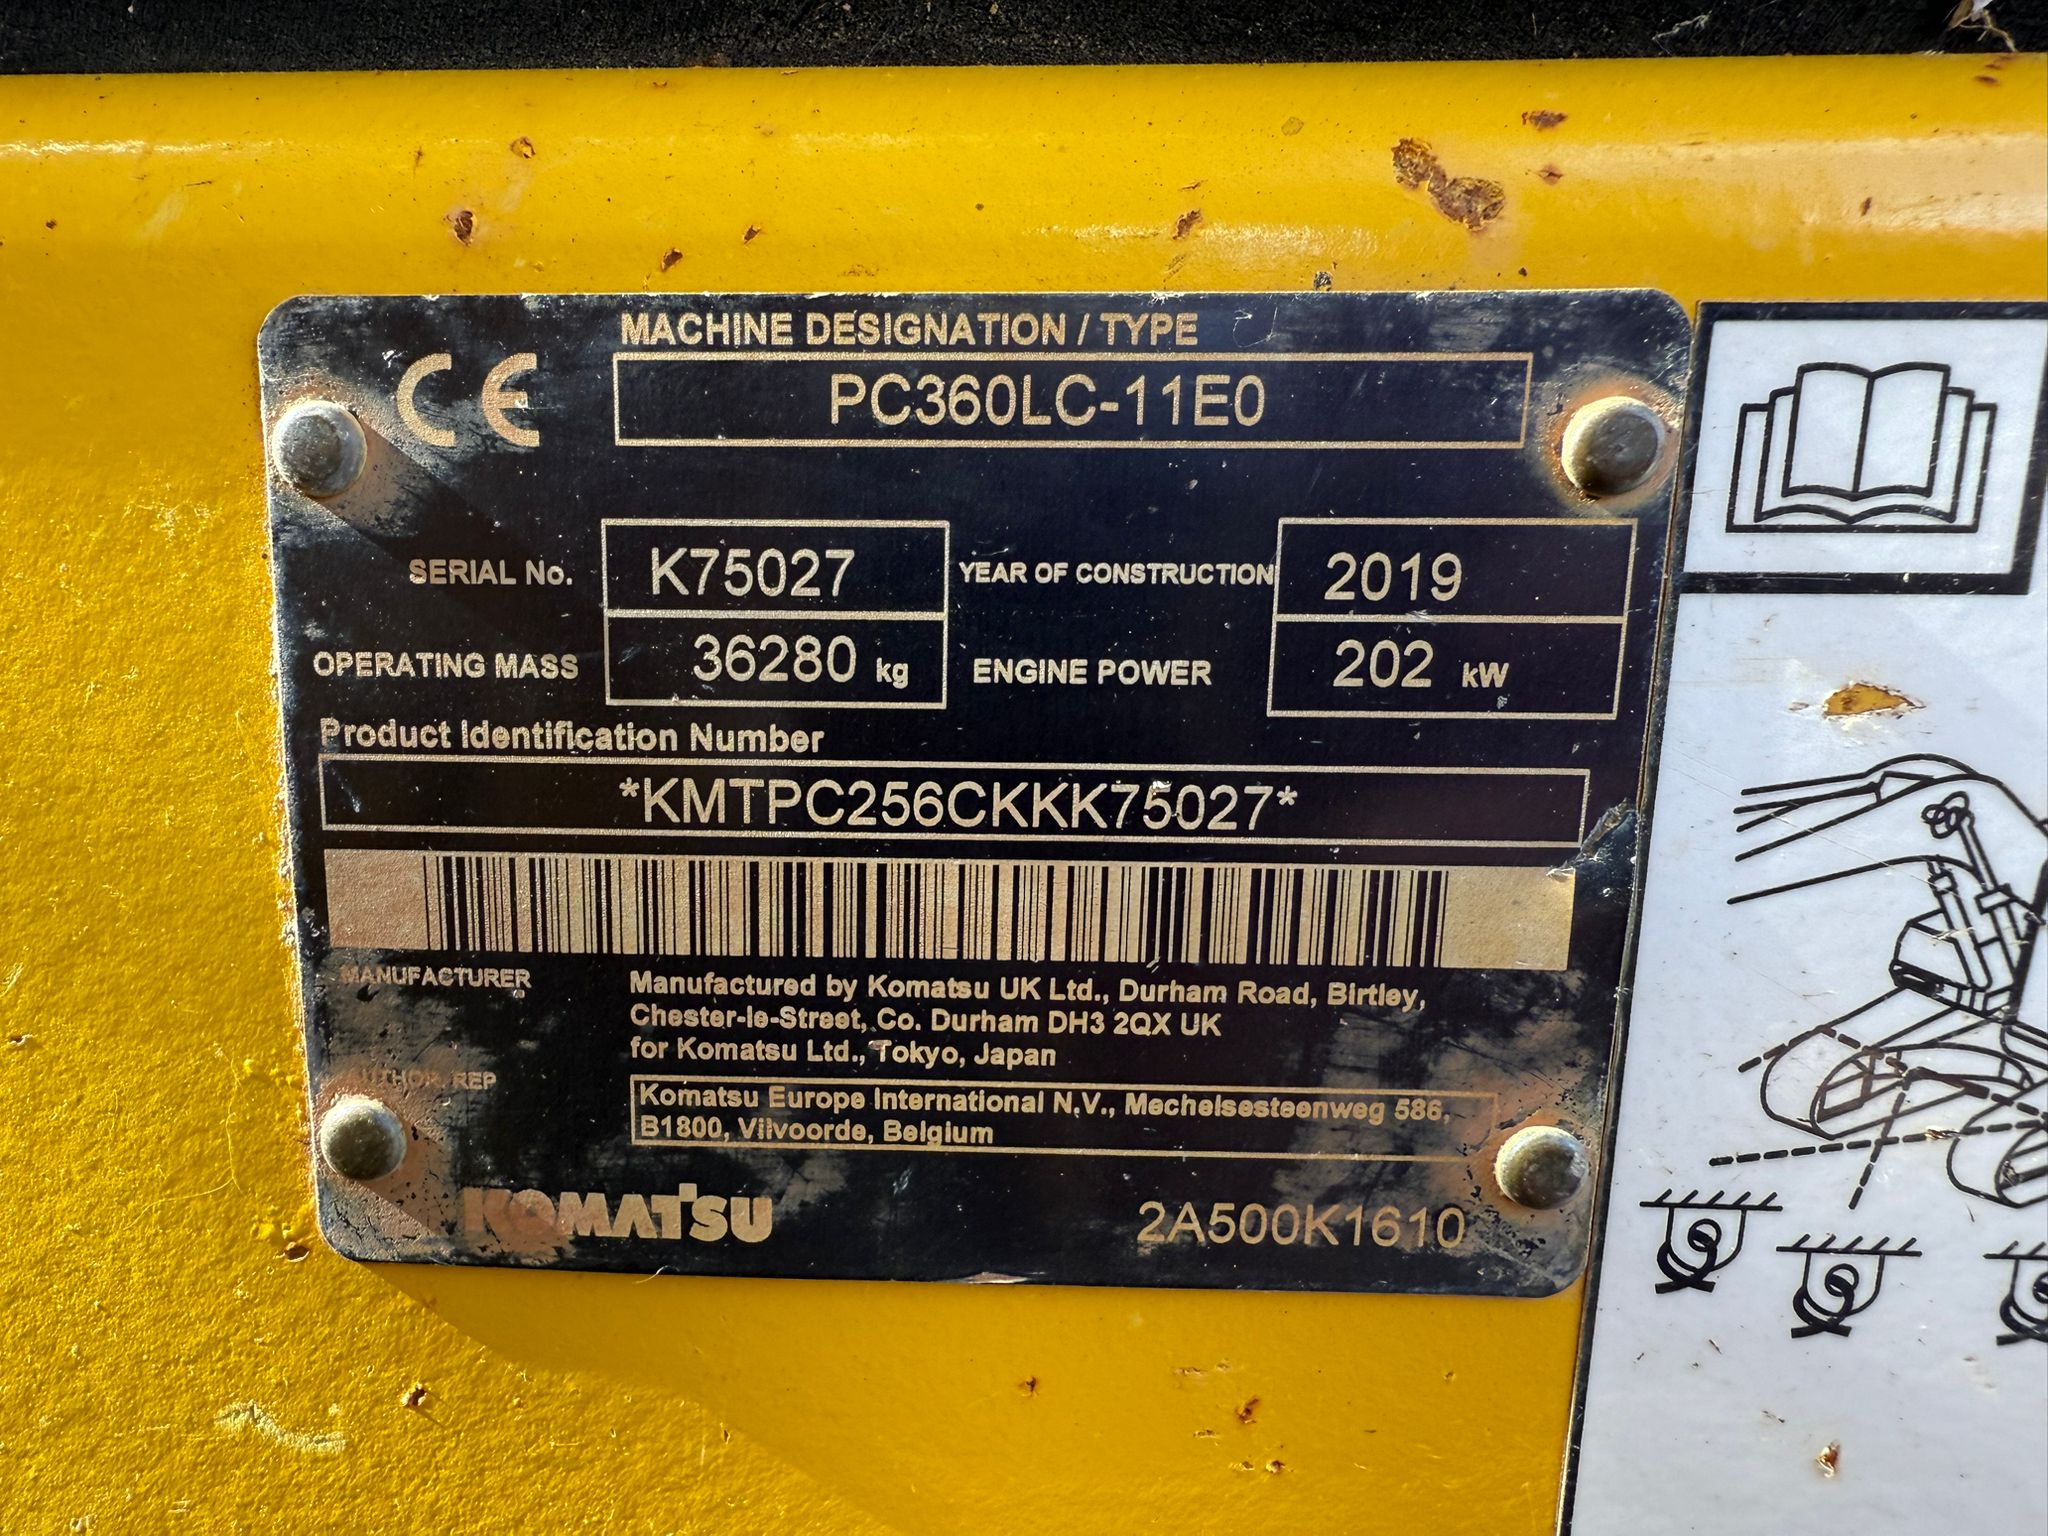 CE
MACHINE DESIGNATION / TYPE
PC360LC-11E0
SERIAL No. K75027 YEAR OF CONSTRUCTION 2019
OPERATING MASS 36280 kg ENGINE POWER 202 kW
Product Identification Number
*KMTPC256CKKK75027*
MANUFACTURER
Manufactured by Komatsu UK Ltd., Durham Road, Birtley,
Chester-le-Street, Co. Durham DH3 2QX UK
for Komatsu Ltd., Tokyo, Japan
AUTHOR REP
Komatsu Europe International N.V., Mechelsesteenweg 586,
B1800, Vilvoorde, Belgium
KOMATSU
2A500K1610